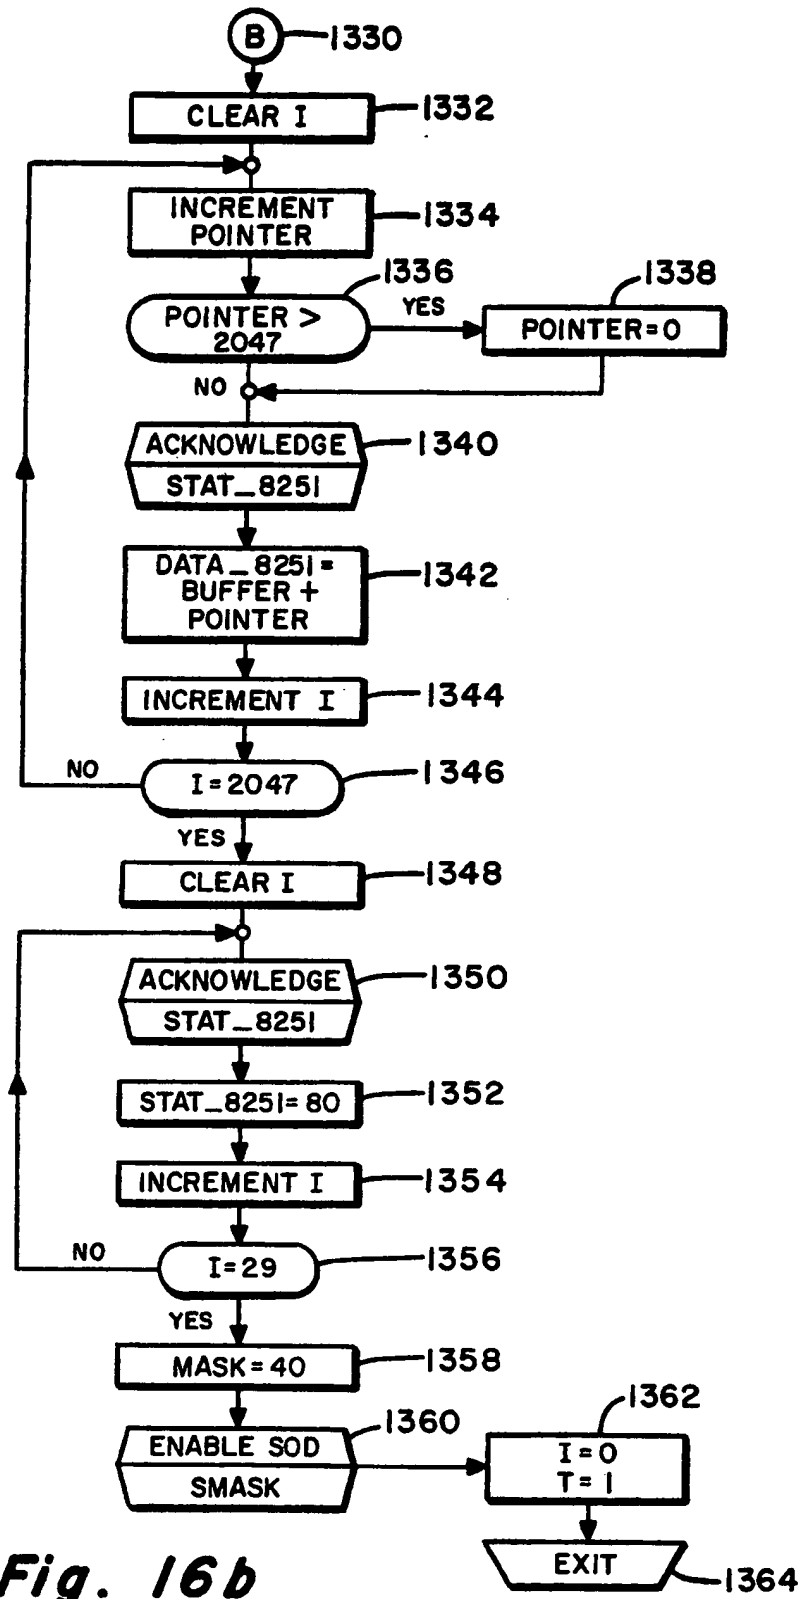 B 1330
CLEAR I 1332
INCREMENT 1334
POINTER
1336
1338
POINTER >
2047
YES
POINTER=0
NO
ACKNOWLEDGE 1340
STAT_8251
DATA_8251= 1342
BUFFER +
POINTER
INCREMENT I 1344
NO
I=2047 1346
YES
CLEAR I 1348
ACKNOWLEDGE 1350
STAT_8251
STAT_8251=80 1352
INCREMENT I 1354
NO
I=29 1356
YES
MASK=40 1358
1360
1362
ENABLE SOD
SMASK
I=0
T=1
EXIT 1364
Fig. 16b